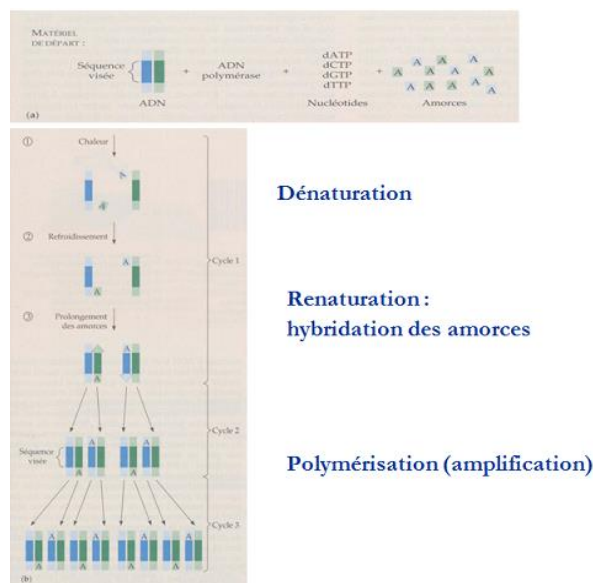 MATÉRIEL
DE DÉPART :
Séquence
visée
ADN
+
ADN
polymérase
+
dATP
dCTP
dGTP
dTTP
Nucléotides
+
A A A A A A A A A A A A
Amorces
(a)
① Chaleur
A
A
Dénaturation
② Refroidissement
A
A
Cycle 1
Renaturation :
hybridation des amorces
③ Prolongement
des amorces
A
A
Cycle 2
Séquence
visée
A A
A A
Polymérisation (amplification)
Cycle 3
A A A A
A A A A
(b)